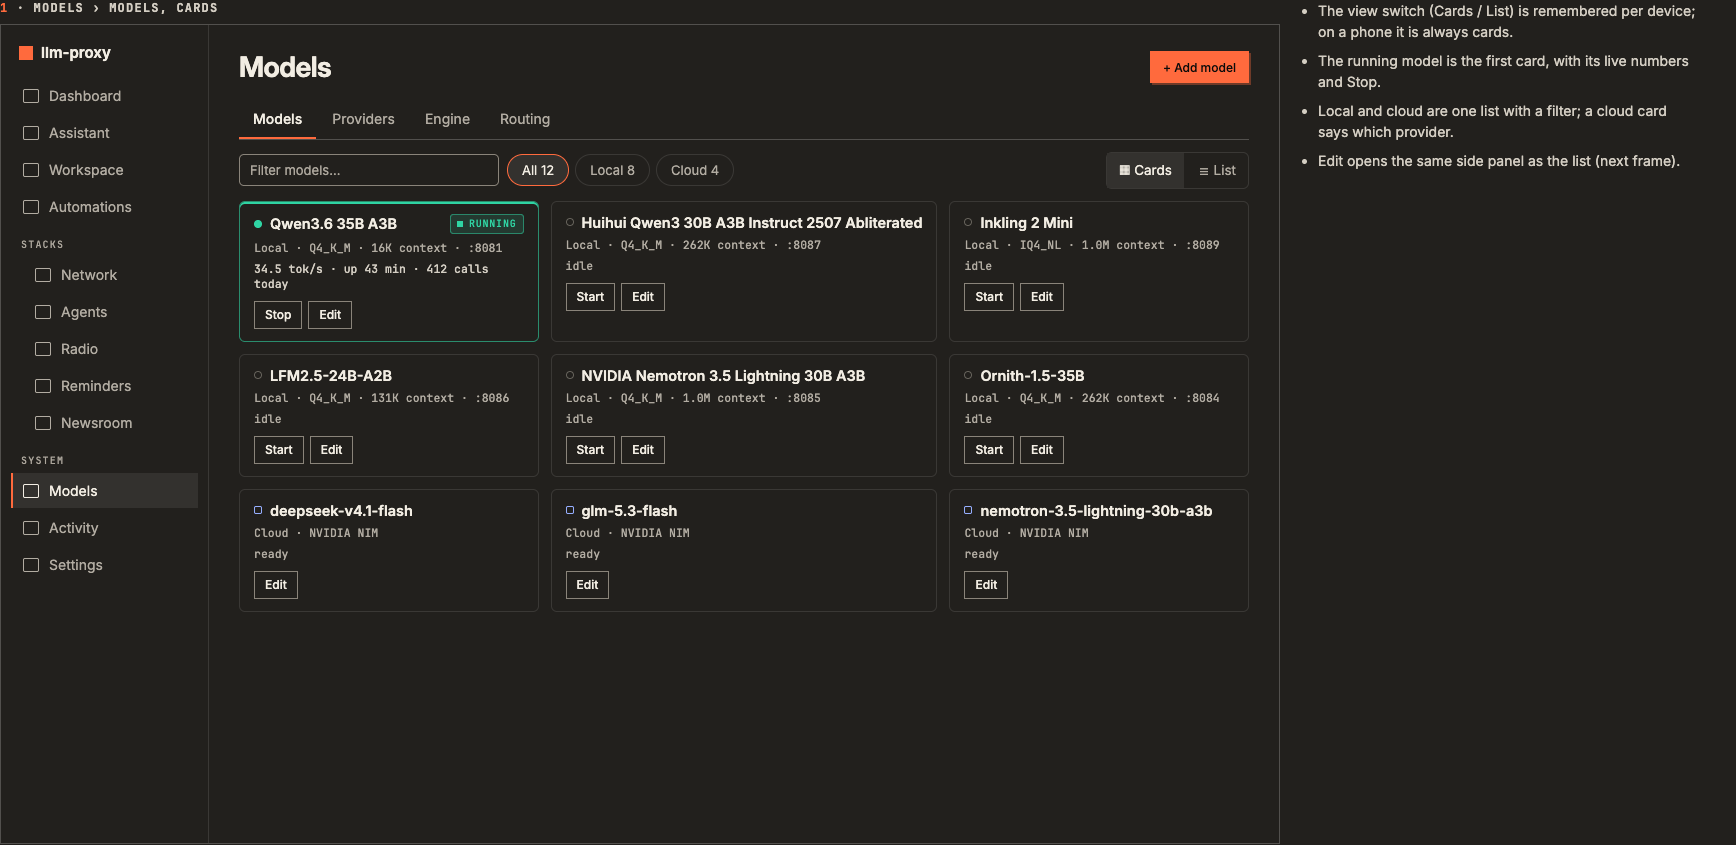 1 · MODELS › MODELS, CARDS
llm-proxy
Dashboard
Assistant
Workspace
Automations
STACKS
Network
Agents
Radio
Reminders
Newsroom
SYSTEM
Models
Activity
Settings
Models
+ Add model
Models Providers Engine Routing
Filter models...
All 12
Local 8
Cloud 4
Cards
List
Qwen3.6 35B A3B
RUNNING
Local · Q4_K_M · 16K context · :8081
34.5 tok/s · up 43 min · 412 calls
today
Stop Edit
Huihui Qwen3 30B A3B Instruct 2507 Abliterated
Local · Q4_K_M · 262K context · :8087
idle
Start Edit
Inkling 2 Mini
Local · IQ4_NL · 1.0M context · :8089
idle
Start Edit
LFM2.5-24B-A2B
Local · Q4_K_M · 131K context · :8086
idle
Start Edit
NVIDIA Nemotron 3.5 Lightning 30B A3B
Local · Q4_K_M · 1.0M context · :8085
idle
Start Edit
Ornith-1.5-35B
Local · Q4_K_M · 262K context · :8084
idle
Start Edit
deepseek-v4.1-flash
Cloud · NVIDIA NIM
ready
Edit
glm-5.3-flash
Cloud · NVIDIA NIM
ready
Edit
nemotron-3.5-lightning-30b-a3b
Cloud · NVIDIA NIM
ready
Edit
• The view switch (Cards / List) is remembered per device;
on a phone it is always cards.
• The running model is the first card, with its live numbers
and Stop.
• Local and cloud are one list with a filter; a cloud card
says which provider.
• Edit opens the same side panel as the list (next frame).